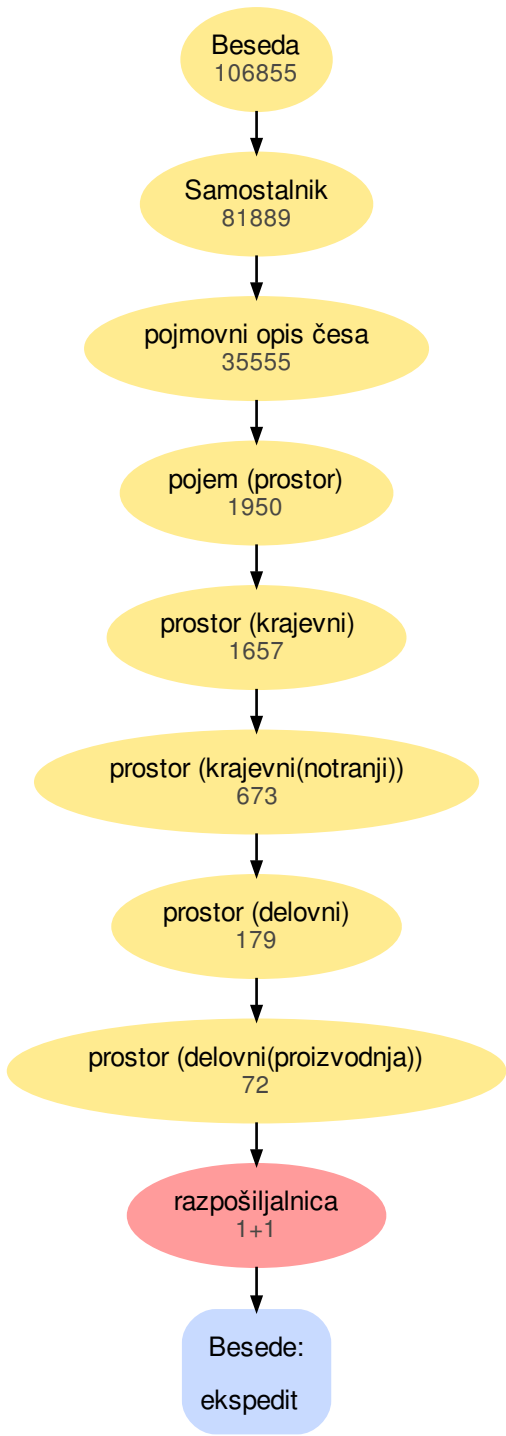 Beseda
106855
Samostalnik
81889
pojmovni opis česa
35555
pojem (prostor)
1950
prostor (krajevni)
1657
prostor (krajevni(notranji))
673
prostor (delovni)
179
prostor (delovni(proizvodnja))
72
razpošiljalnica
1+1
Besede:
ekspedit